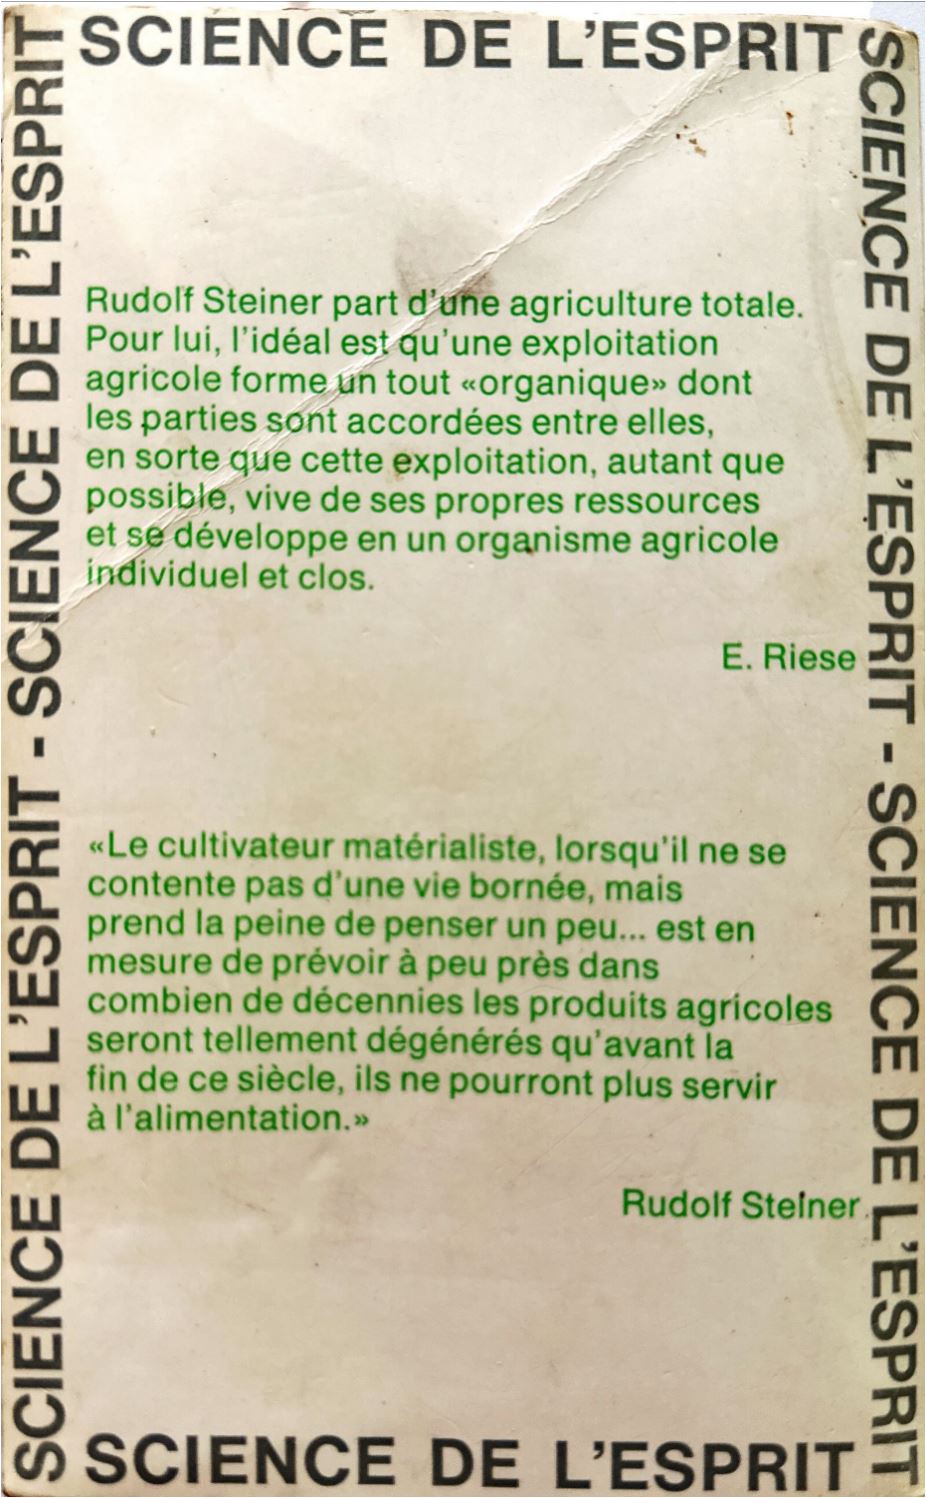 SCIENCE DE L'ESPRIT
SCIENCE DE L'ESPRIT - SCIENCE DE L'ESPRIT
Rudolf Steiner part d'une agriculture totale.
Pour lui, l'idéal est qu'une exploitation
agricole forme un tout «organique» dont
les parties sont accordées entre elles,
en sorte que cette exploitation, autant que
possible, vive de ses propres ressources
et se développe en un organisme agricole
individuel et clos.
E. Riese
«Le cultivateur matérialiste, lorsqu'il ne se
contente pas d'une vie bornée, mais
prend la peine de penser un peu... est en
mesure de prévoir à peu près dans
combien de décennies les produits agricoles
seront tellement dégénérés qu'avant la
fin de ce siècle, ils ne pourront plus servir
à l'alimentation.»
Rudolf Steiner
SCIENCE DE L'ESPRIT - SCIENCE DE L'ESPRIT
SCIENCE DE L'ESPRIT